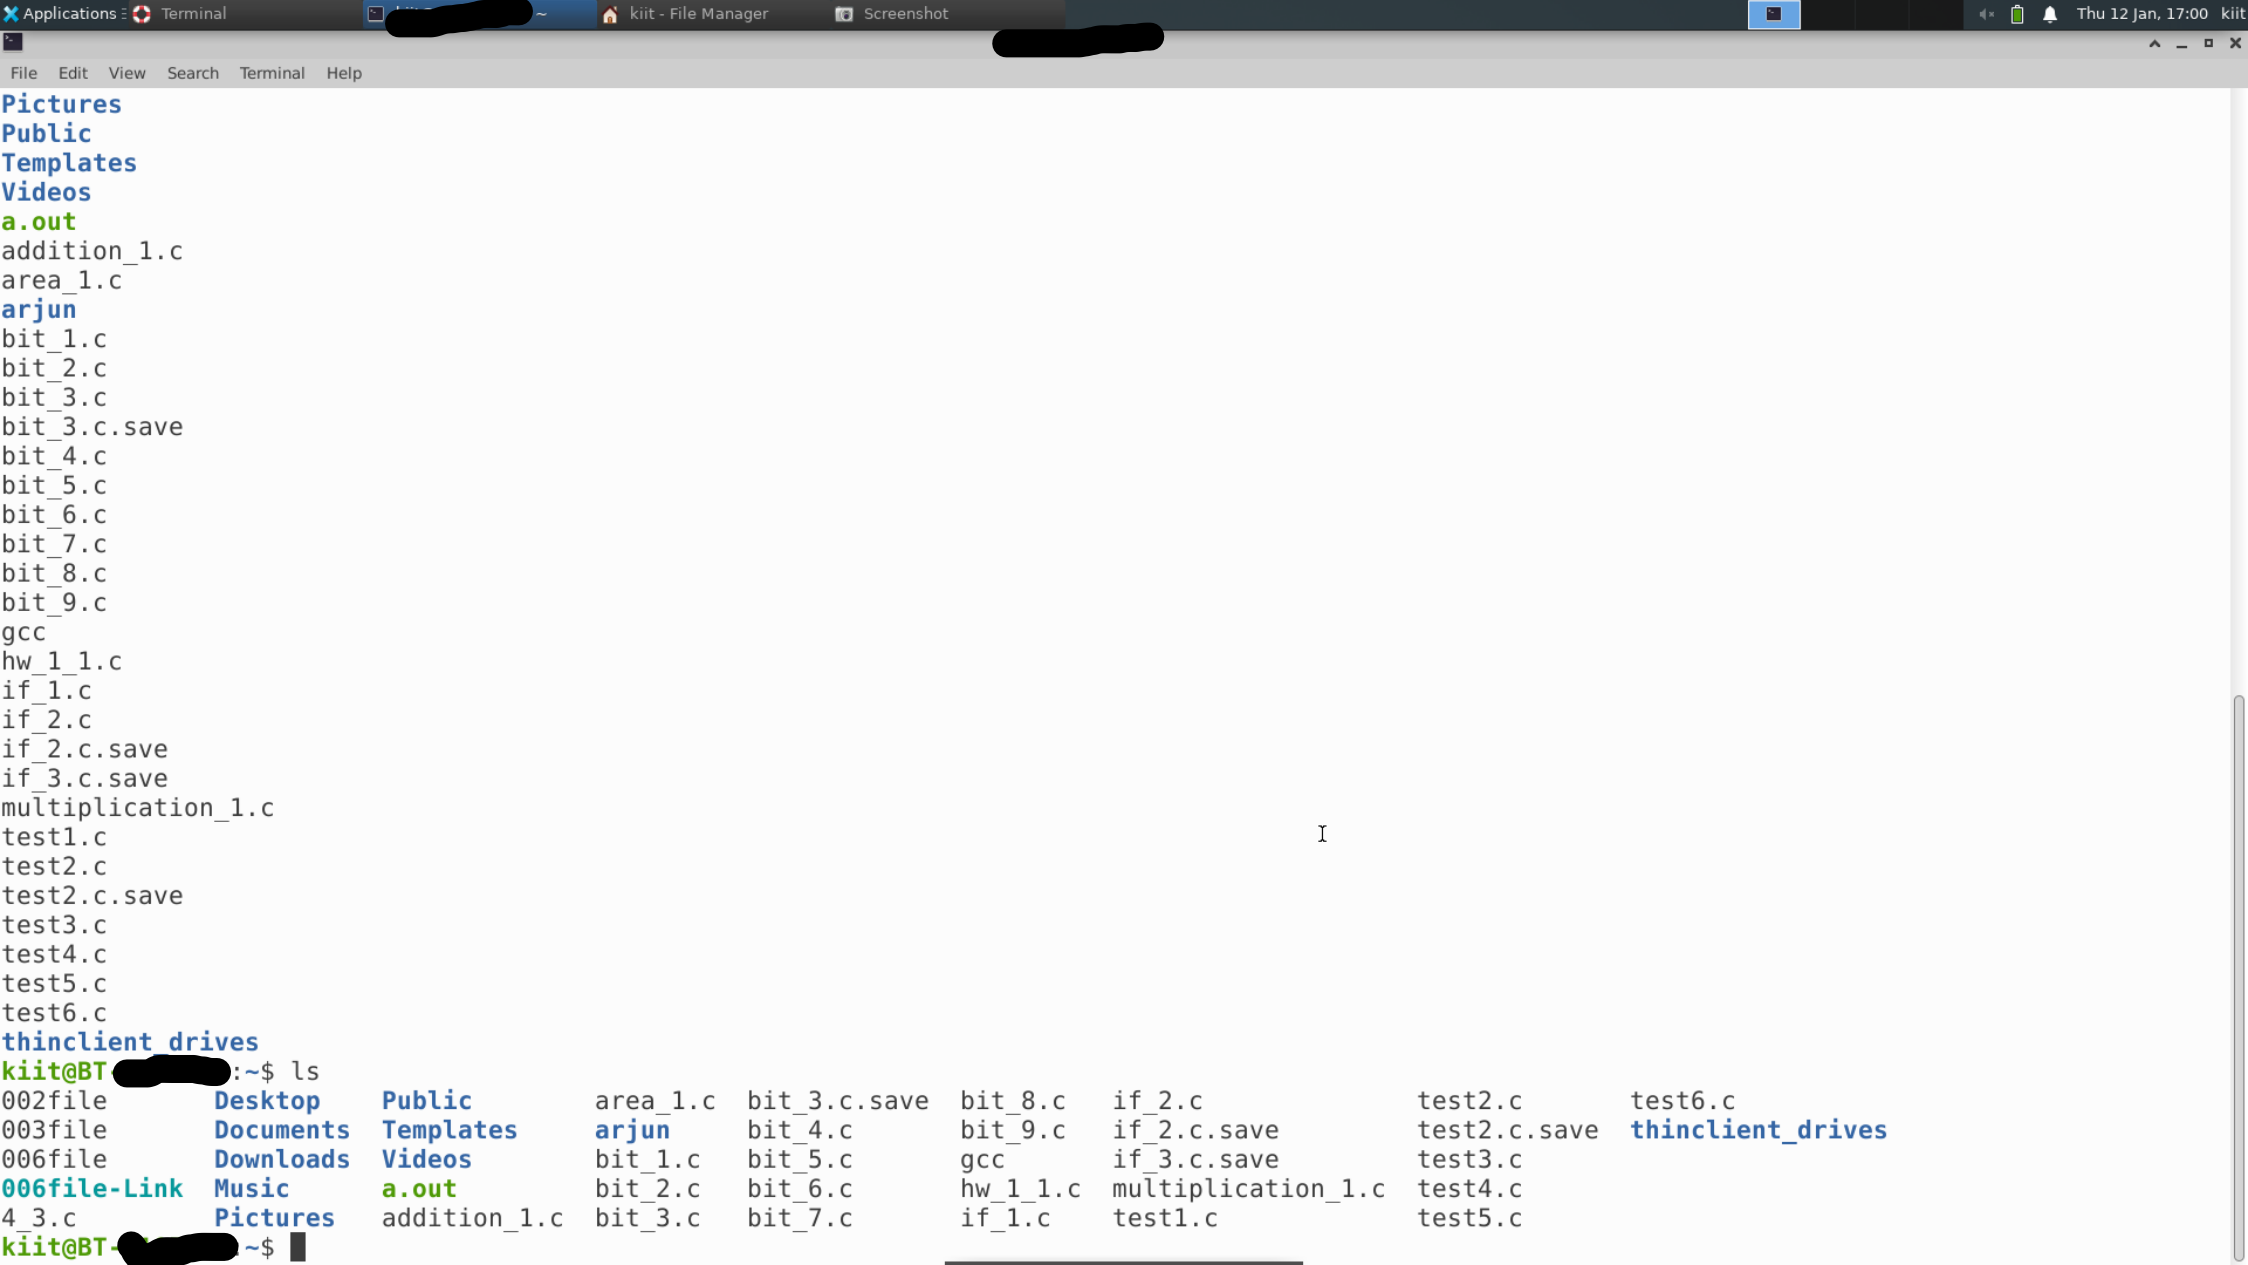 Applications Terminal ~ kiit - File Manager Screenshot Thu 12 Jan, 17:00 kiit
File Edit View Search Terminal Help
Pictures
Public
Templates
Videos
a.out
addition_1.c
area_1.c
arjun
bit_1.c
bit_2.c
bit_3.c
bit_3.c.save
bit_4.c
bit_5.c
bit_6.c
bit_7.c
bit_8.c
bit_9.c
gcc
hw_1_1.c
if_1.c
if_2.c
if_2.c.save
if_3.c.save
multiplication_1.c
test1.c
test2.c
test2.c.save
test3.c
test4.c
test5.c
test6.c
thinclient_drives
kiit@BT- :~$ ls
002file Desktop Public area_1.c bit_3.c.save bit_8.c if_2.c test2.c test6.c
003file Documents Templates arjun bit_4.c bit_9.c if_2.c.save test2.c.save thinclient_drives
006file Downloads Videos bit_1.c bit_5.c gcc if_3.c.save test3.c
006file-Link Music a.out bit_2.c bit_6.c hw_1_1.c multiplication_1.c test4.c
4_3.c Pictures addition_1.c bit_3.c bit_7.c if_1.c test1.c test5.c
kiit@BT- ~$